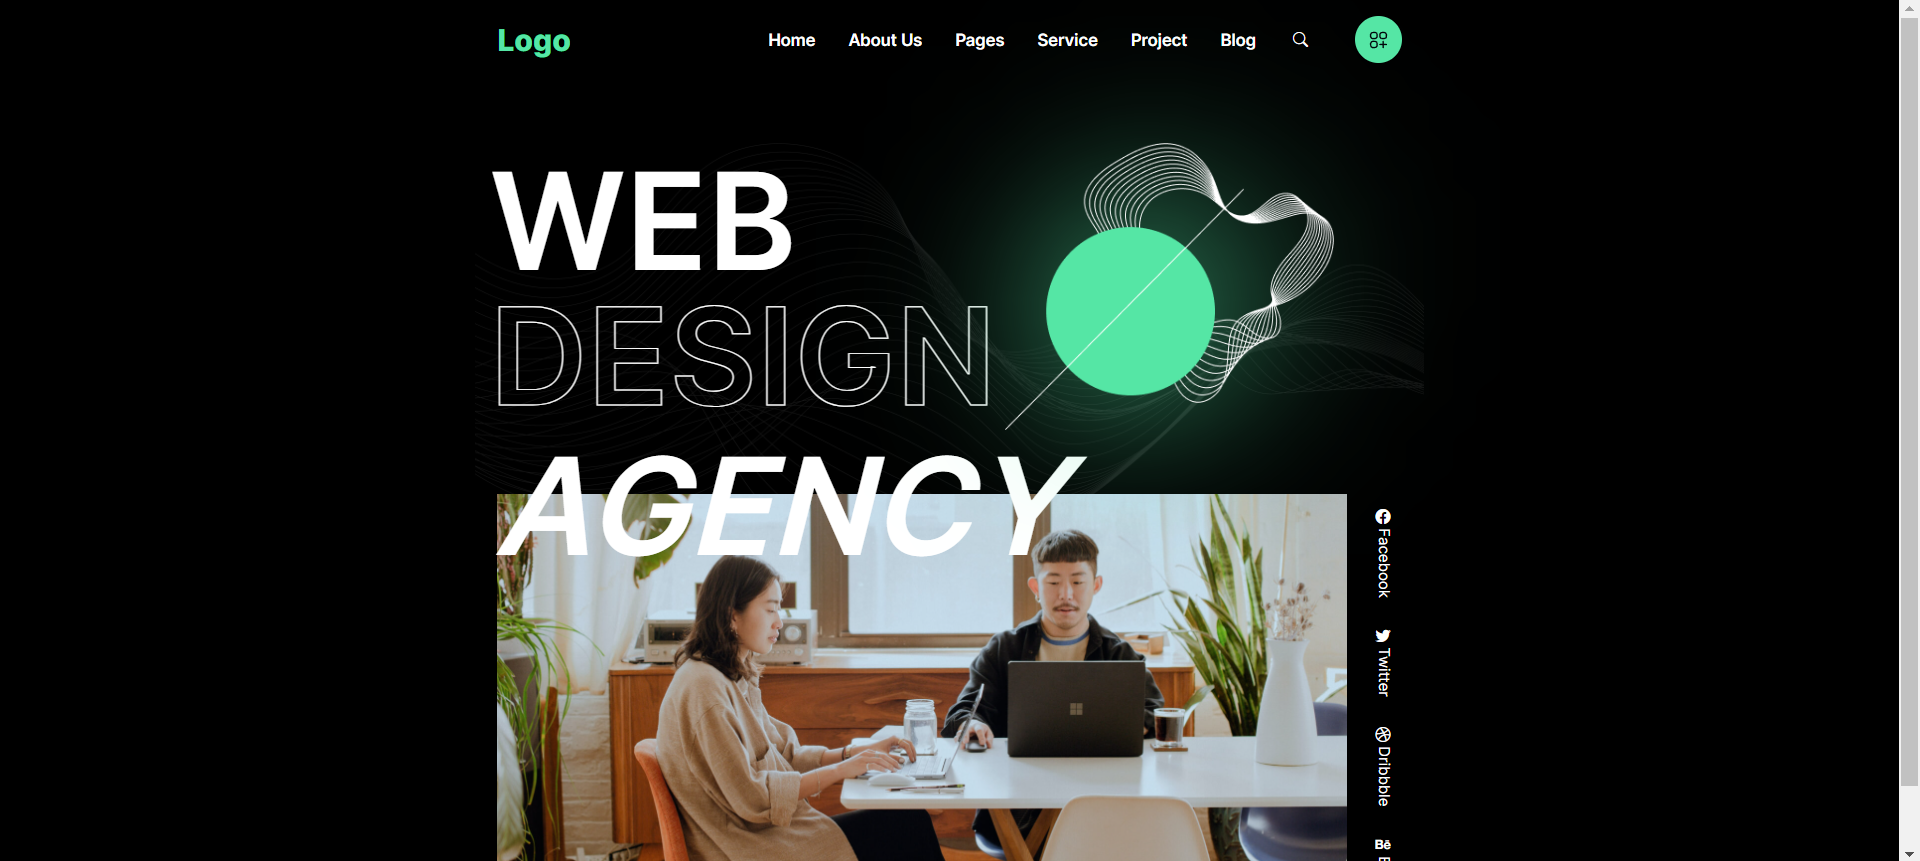 Logo
Home About Us Pages Service Project Blog
WEB
DESIGN
AGENCY
Facebook
Twitter
Dribbble
Bē